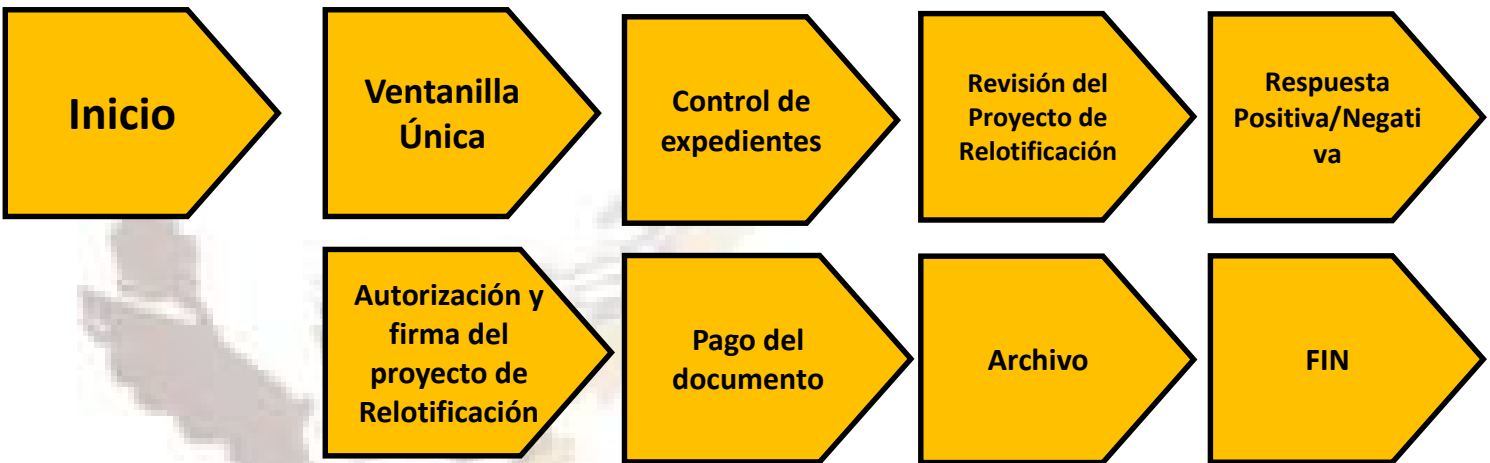 Inicio
Ventanilla
Única
Control de
expedientes
Revisión del
Proyecto de
Relotificación
Respuesta
Positiva/Negati
va
Autorización y
firma del
proyecto de
Relotificación
Pago del
documento
Archivo
FIN